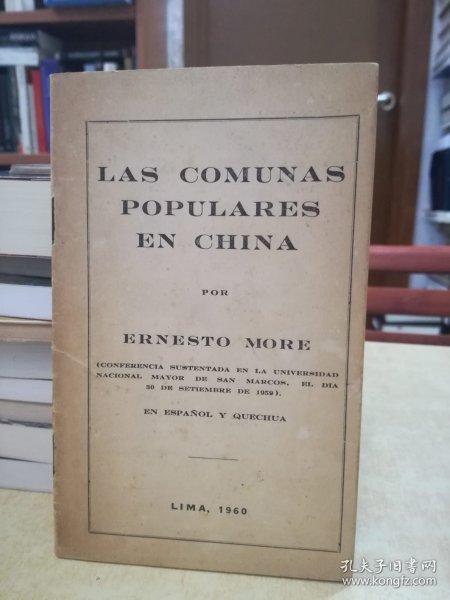 LAS COMUNAS
POPULARES
EN CHINA
POR
ERNESTO MORE
(CONFERENCIA SUSTENTADA EN LA UNIVERSIDAD
NACIONAL MAYOR DE SAN MARCOS, EL DIA
30 DE SETIEMBRE DE 1959).
EN ESPAÑOL Y QUECHUA
LIMA, 1960
孔夫子旧书网
www.kongfz.com